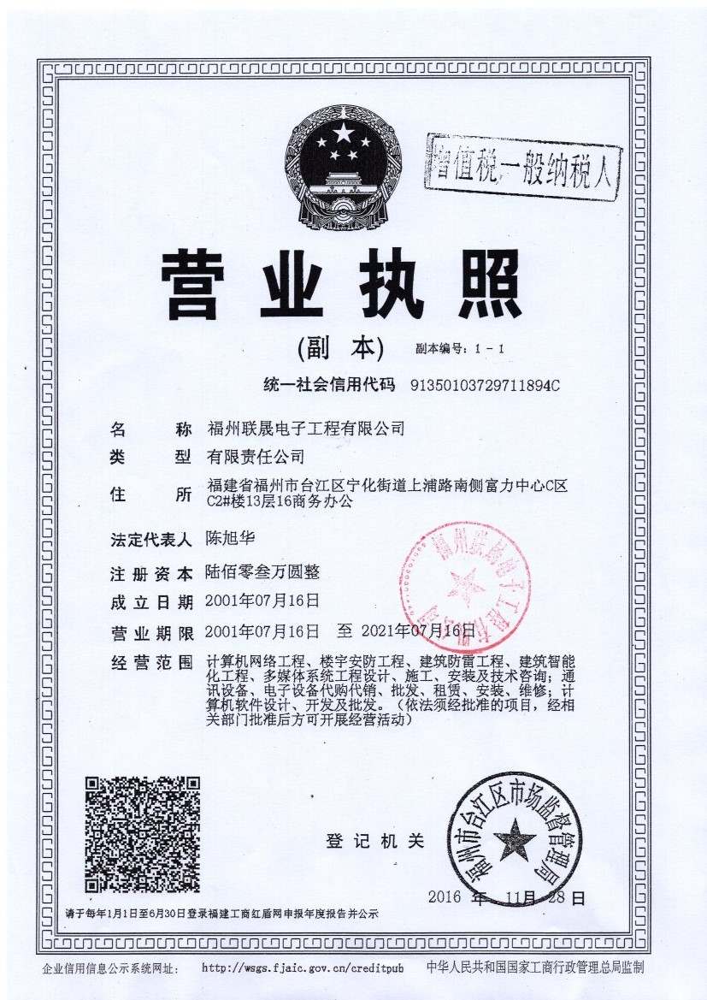 增值税一般纳税人
营业执照
(副 本) 副本编号：1－1
统一社会信用代码 91350103729711894C
名 称 福州联晟电子工程有限公司
类 型 有限责任公司
住 所 福建省福州市台江区宁化街道上浦路南侧富力中心C区
C2#楼13层16商务办公
法定代表人 陈旭华
注册资本 陆佰零叁万圆整
成立日期 2001年07月16日
营业期限 2001年07月16日 至 2021年07月16日
经营范围 计算机网络工程、楼宇安防工程、建筑防雷工程、建筑智能
化工程、多媒体系统工程设计、施工、安装及技术咨询；通
讯设备、电子设备代购代销、批发、租赁、安装、维修；计
算机软件设计、开发及批发。（依法须经批准的项目，经相
关部门批准后方可开展经营活动）
福州联晟电子工程有限公司
登记机关
福州市台江区市场监督管理局
2016 年 11月 28 日
请于每年1月1日至6月30日登录福建工商红盾网申报年度报告并公示
企业信用信息公示系统网址： http://wsgs.fjaic.gov.cn/creditpub 中华人民共和国国家工商行政管理总局监制